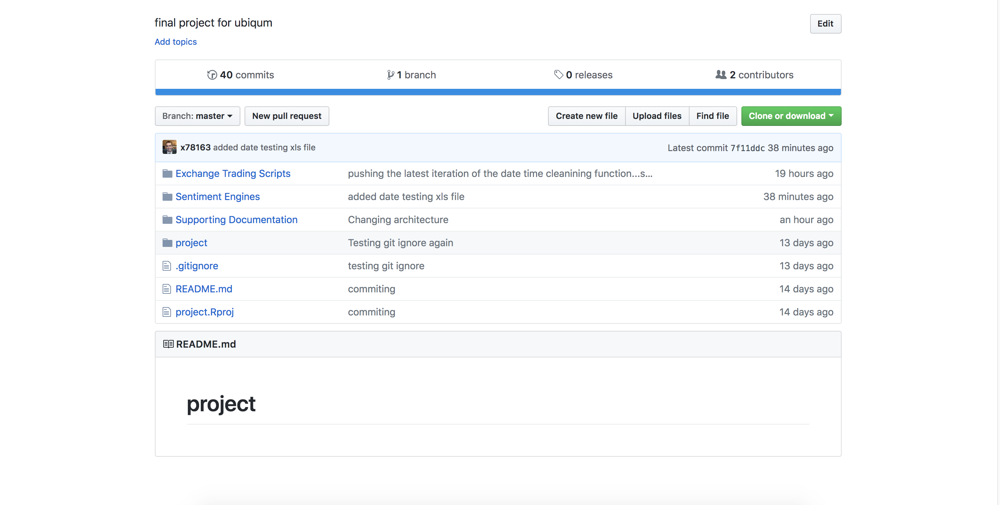 final project for ubiqum
Edit
Add topics
40 commits 1 branch 0 releases 2 contributors
Branch: master New pull request Create new file Upload files Find file Clone or download
x78163 added date testing xls file Latest commit 7f11ddc 38 minutes ago
Exchange Trading Scripts pushing the latest iteration of the date time cleanining function...s... 19 hours ago
Sentiment Engines added date testing xls file 38 minutes ago
Supporting Documentation Changing architecture an hour ago
project Testing git ignore again 13 days ago
.gitignore testing git ignore 13 days ago
README.md commiting 14 days ago
project.Rproj commiting 14 days ago
README.md
project